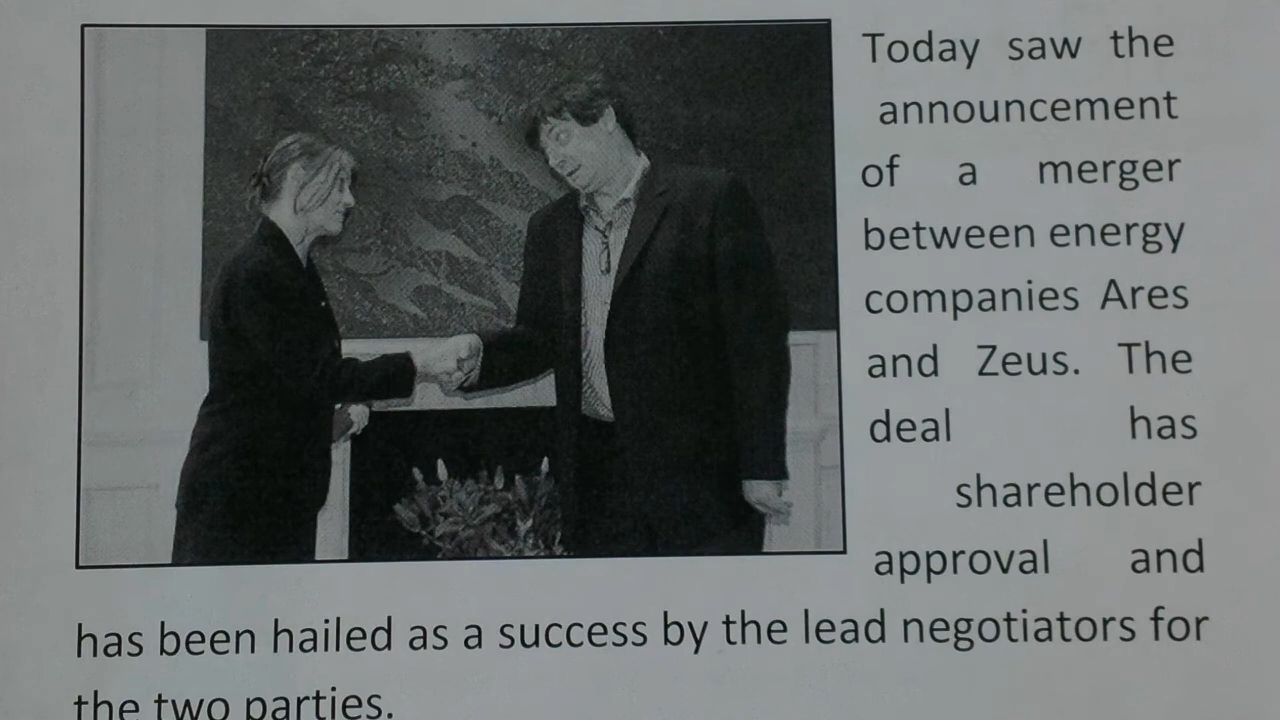 Today saw the
announcement
of a merger
between energy
companies Ares
and Zeus. The
deal has
shareholder
approval and
has been hailed as a success by the lead negotiators for
the two parties.